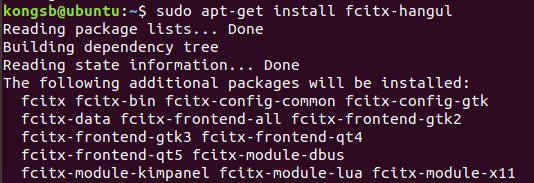 kongsb@ubuntu:~$ sudo apt-get install fcitx-hangul
Reading package lists... Done
Building dependency tree
Reading state information... Done
The following additional packages will be installed:
  fcitx fcitx-bin fcitx-config-common fcitx-config-gtk
  fcitx-data fcitx-frontend-all fcitx-frontend-gtk2
  fcitx-frontend-gtk3 fcitx-frontend-qt4
  fcitx-frontend-qt5 fcitx-module-dbus
  fcitx-module-kimpanel fcitx-module-lua fcitx-module-x11